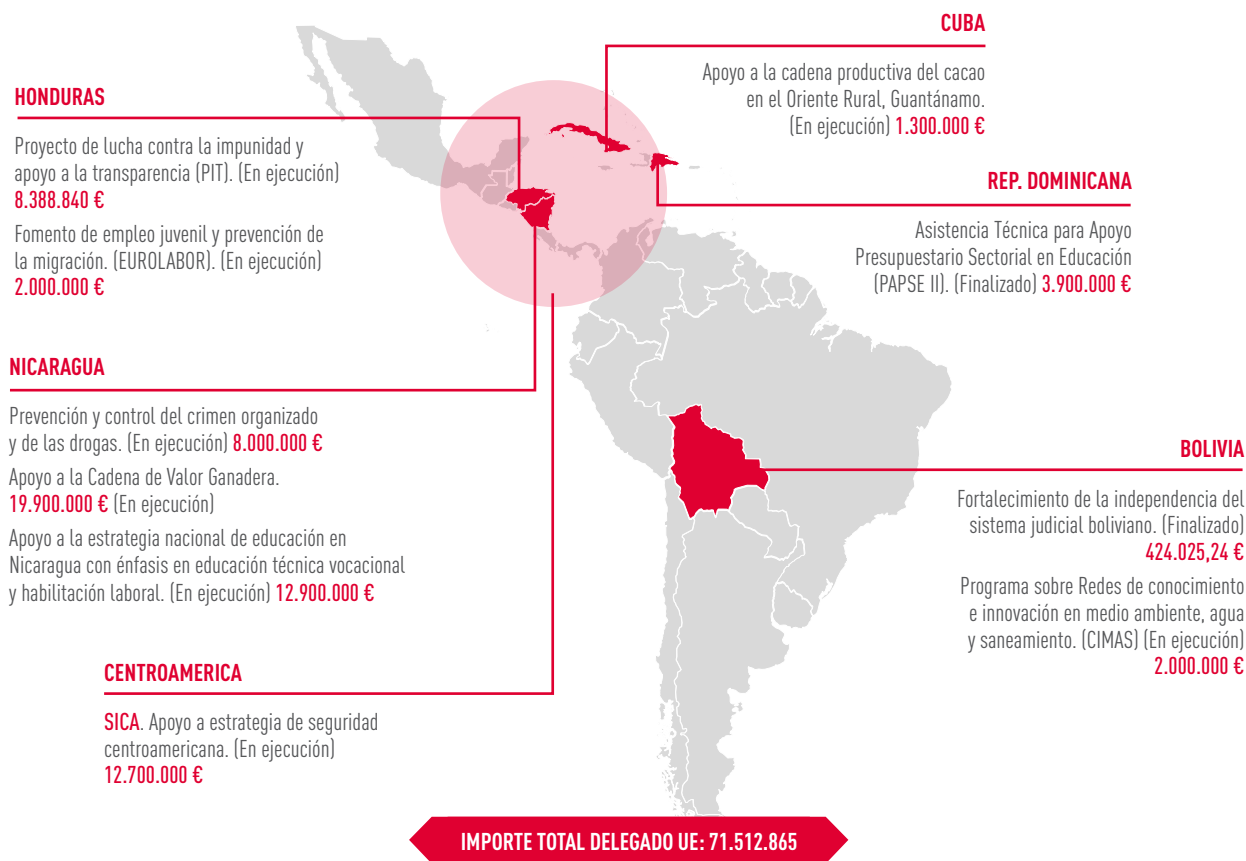 CUBA
Apoyo a la cadena productiva del cacao
en el Oriente Rural, Guantánamo.
(En ejecución) 1.300.000 €
HONDURAS
Proyecto de lucha contra la impunidad y
apoyo a la transparencia (PIT). (En ejecución)
8.388.840 €
Fomento de empleo juvenil y prevención de
la migración. (EUROLABOR). (En ejecución)
2.000.000 €
REP. DOMINICANA
Asistencia Técnica para Apoyo
Presupuestario Sectorial en Educación
(PAPSE II). (Finalizado) 3.900.000 €
NICARAGUA
Prevención y control del crimen organizado
y de las drogas. (En ejecución) 8.000.000 €
Apoyo a la Cadena de Valor Ganadera.
19.900.000 € (En ejecución)
Apoyo a la estrategia nacional de educación en
Nicaragua con énfasis en educación técnica vocacional
y habilitación laboral. (En ejecución) 12.900.000 €
BOLIVIA
Fortalecimiento de la independencia del
sistema judicial boliviano. (Finalizado)
424.025,24 €
Programa sobre Redes de conocimiento
e innovación en medio ambiente, agua
y saneamiento. (CIMAS) (En ejecución)
2.000.000 €
CENTROAMERICA
SICA. Apoyo a estrategia de seguridad
centroamericana. (En ejecución)
12.700.000 €
IMPORTE TOTAL DELEGADO UE: 71.512.865